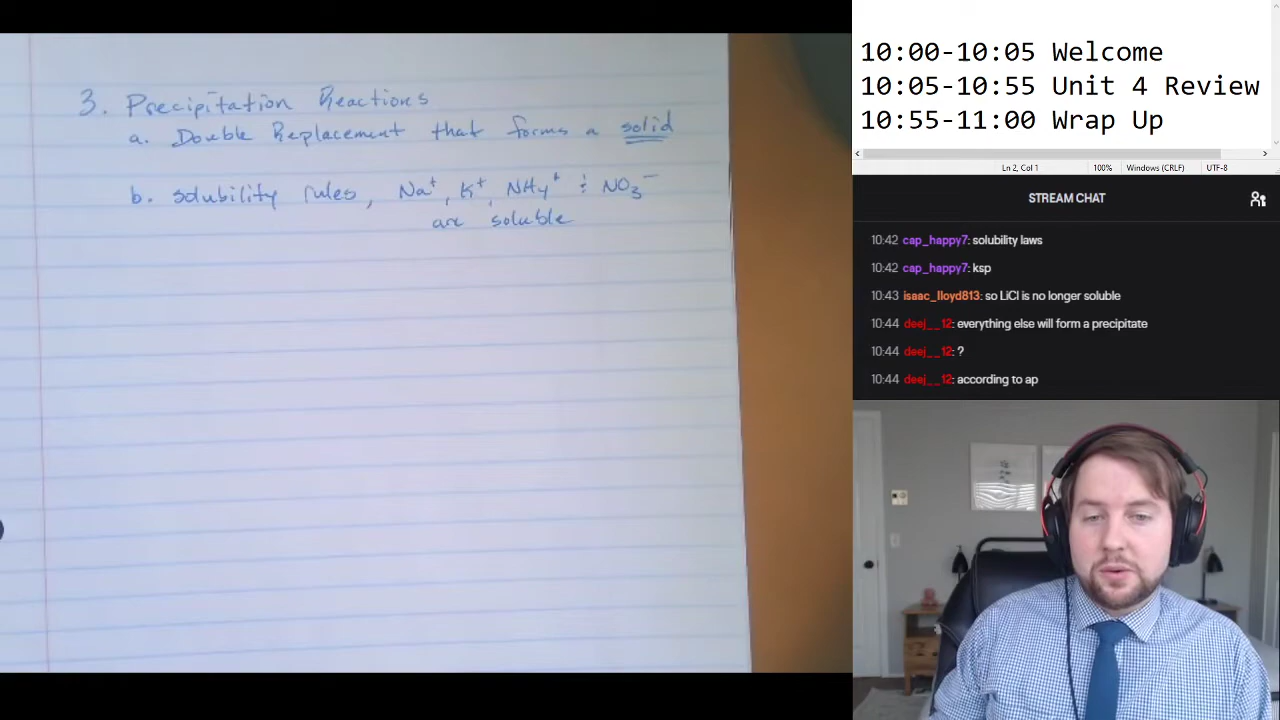 3. Precipitation Reactions
a. Double Replacement that forms a solid
b. solubility rules, Na⁺, K⁺, NH₄⁺ & NO₃⁻
are soluble
10:00-10:05 Welcome
10:05-10:55 Unit 4 Review
10:55-11:00 Wrap Up
Ln 2, Col 1 100% Windows (CRLF) UTF-8
STREAM CHAT
10:42 cap_happy7: solubility laws
10:42 cap_happy7: ksp
10:43 isaac_lloyd813: so LiCl is no longer soluble
10:44 deej__12: everything else will form a precipitate
10:44 deej__12: ?
10:44 deej__12: according to ap